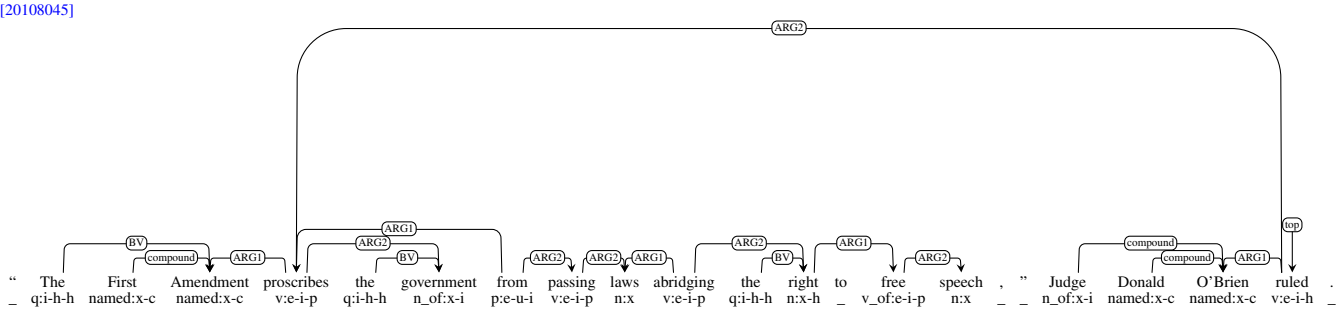 [20108045]
ARG2
ARG1
top
BV ARG2 ARG2 compound
compound ARG1 BV ARG2 ARG2 ARG1 BV ARG1 ARG2 compound ARG1
“ The First Amendment proscribes the government from passing laws abridging the right to free speech , ” Judge Donald O’Brien ruled .
_ q:i-h-h named:x-c named:x-c v:e-i-p q:i-h-h n_of:x-i p:e-u-i v:e-i-p n:x v:e-i-p q:i-h-h n:x-h _ v_of:e-i-p n:x _ _ n_of:x-i named:x-c named:x-c v:e-i-h _